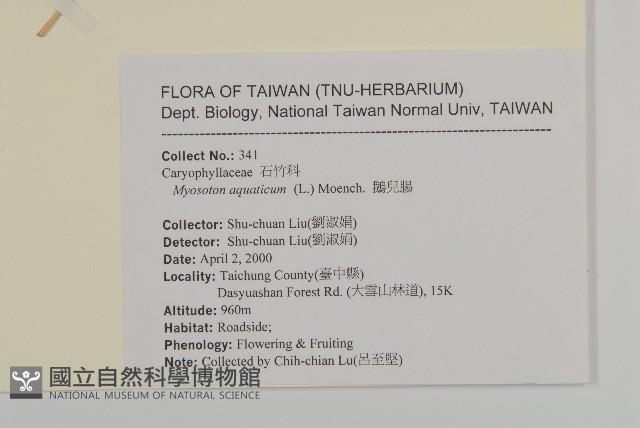 FLORA OF TAIWAN (TNU-HERBARIUM)
Dept. Biology, National Taiwan Normal Univ, TAIWAN
------------------------------------------------------------------------
Collect No.: 341
Caryophyllaceae 石竹科
Myosoton aquaticum (L.) Moench. 鵝兒腸
Collector: Shu-chuan Liu(劉淑娟)
Detector: Shu-chuan Liu(劉淑娟)
Date: April 2, 2000
Locality: Taichung County(臺中縣)
Dasyuashan Forest Rd. (大雪山林道), 15K
Altitude: 960m
Habitat: Roadside;
Phenology: Flowering & Fruiting
Note: Collected by Chih-chian Lu(呂至堅)
國立自然科學博物館
NATIONAL MUSEUM OF NATURAL SCIENCE